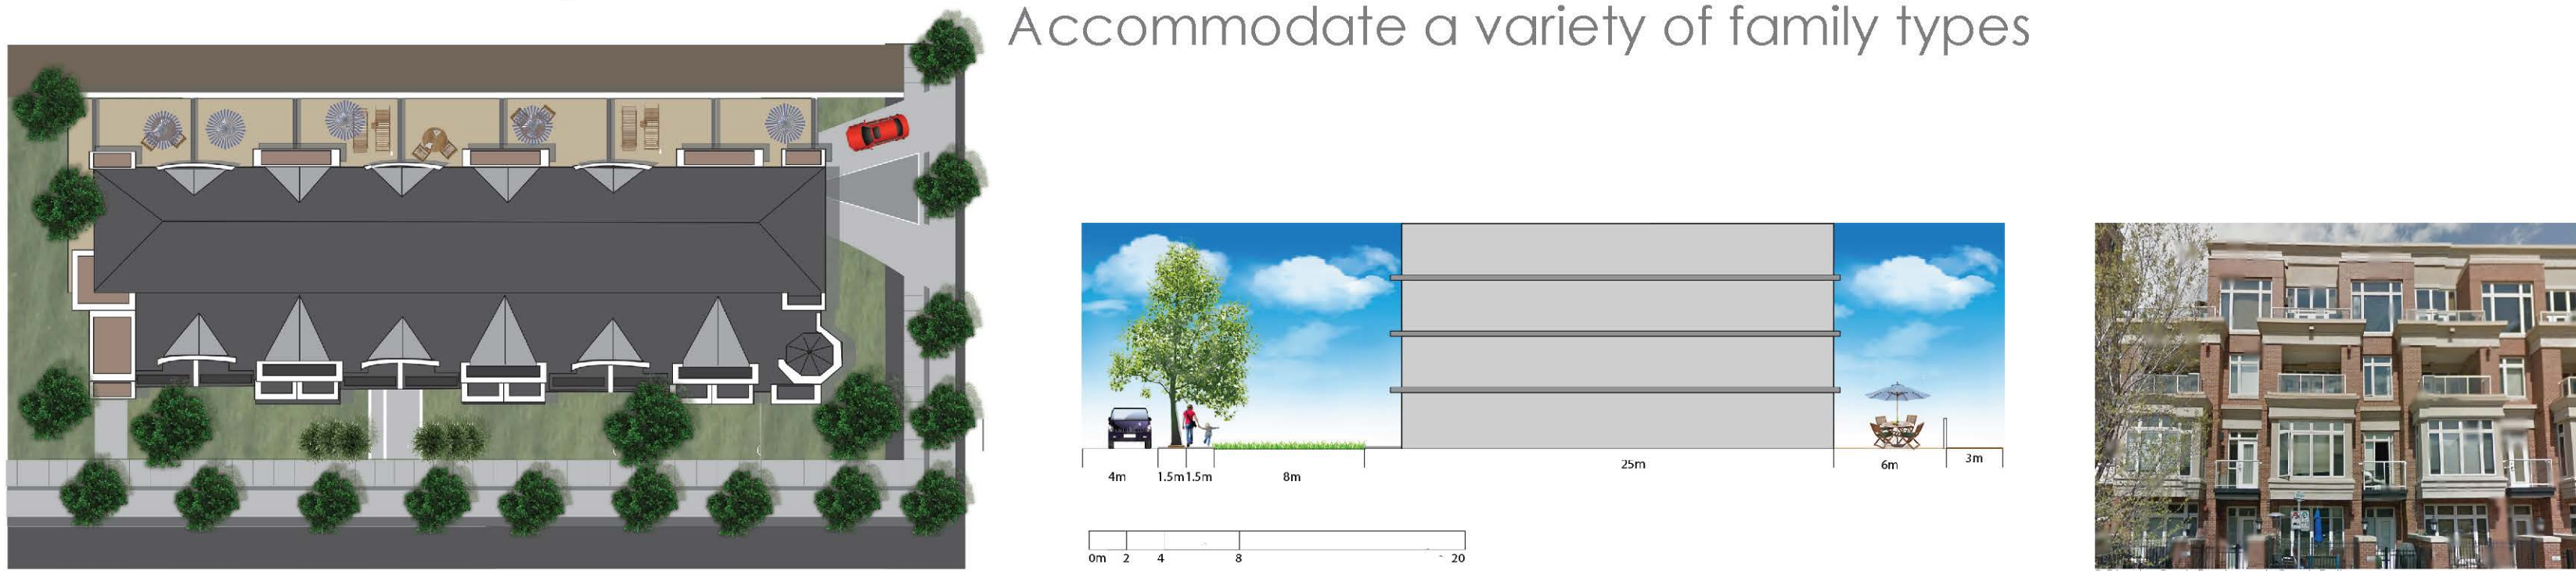 Accommodate a variety of family types
4m
1.5m
1.5m
8m
25m
6m
3m
0m 2 4 8 20